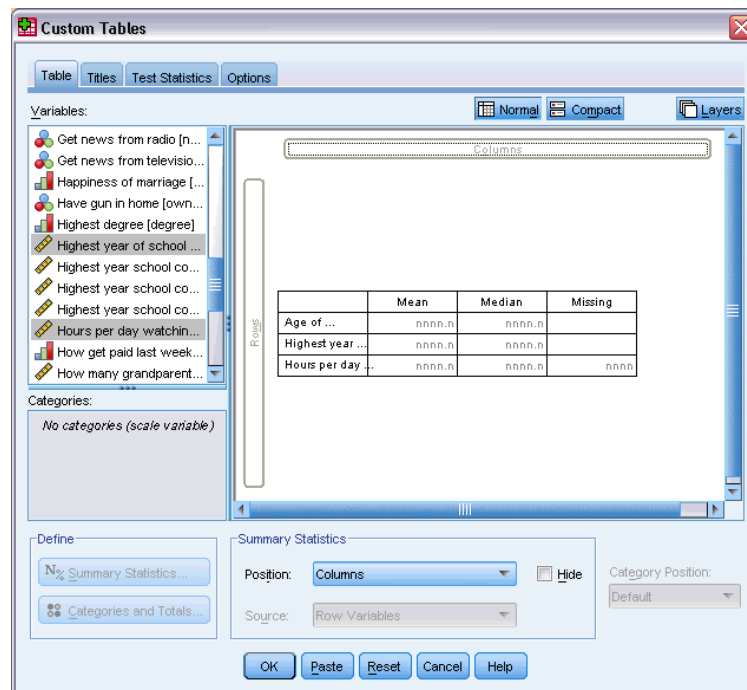 Custom Tables
Table Titles Test Statistics Options
Variables: Normal Compact Layers
Get news from radio [n...
Get news from televisio...
Happiness of marriage [...
Have gun in home [own...
Highest degree [degree]
Highest year of school ...
Highest year school co...
Highest year school co...
Highest year school co...
Hours per day watchin...
How get paid last week...
How many grandparent...
Categories:
No categories (scale variable)
Columns
Rows
Mean Median Missing
Age of ... nnnn.n nnnn.n
Highest year ... nnnn.n nnnn.n
Hours per day ... nnnn.n nnnn.n nnnn
Define
N% Summary Statistics...
Categories and Totals...
Summary Statistics
Position: Columns Hide
Source: Row Variables
Category Position:
Default
OK Paste Reset Cancel Help